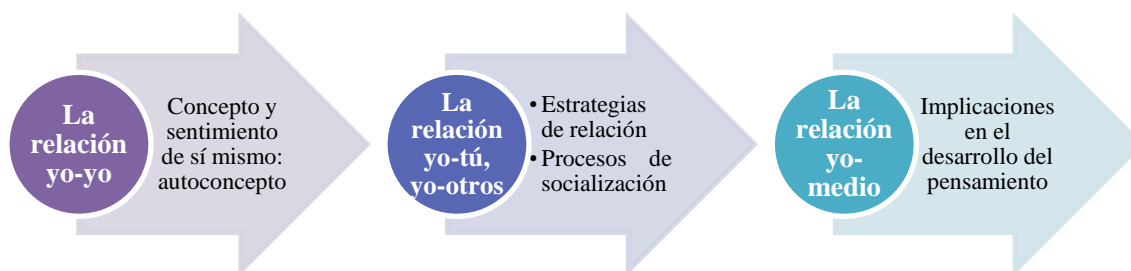 La
relación
yo-yo
Concepto y
sentimiento
de sí mismo:
autoconcepto
La
relación
yo-tú,
yo-otros
• Estrategias
de relación
• Procesos de
socialización
La
relación
yo-
medio
Implicaciones
en el
desarrollo del
pensamiento